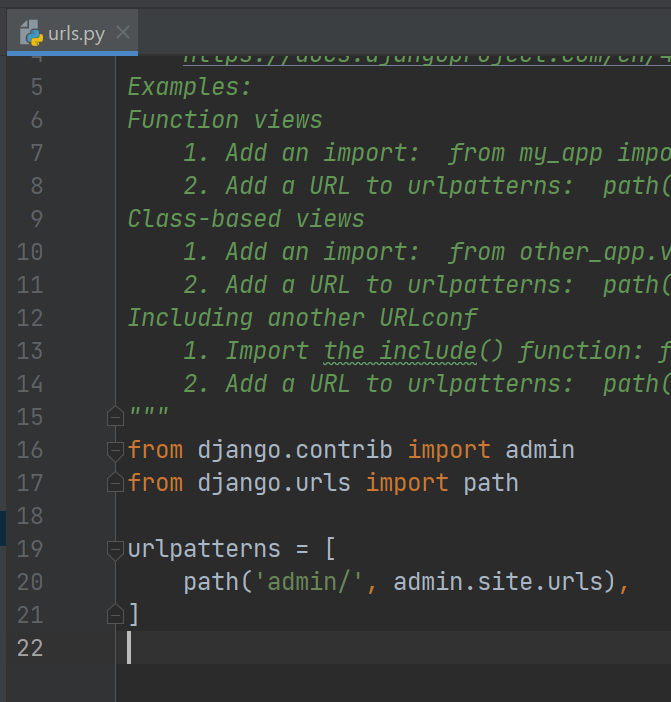 urls.py
4 https://docs.djangoproject.com/en/4
5 Examples:
6 Function views
7 1. Add an import:  from my_app impo
8 2. Add a URL to urlpatterns:  path(
9 Class-based views
10 1. Add an import:  from other_app.v
11 2. Add a URL to urlpatterns:  path(
12 Including another URLconf
13 1. Import the include() function: f
14 2. Add a URL to urlpatterns:  path(
15 """
16 from django.contrib import admin
17 from django.urls import path
18
19 urlpatterns = [
20 path('admin/', admin.site.urls),
21 ]
22